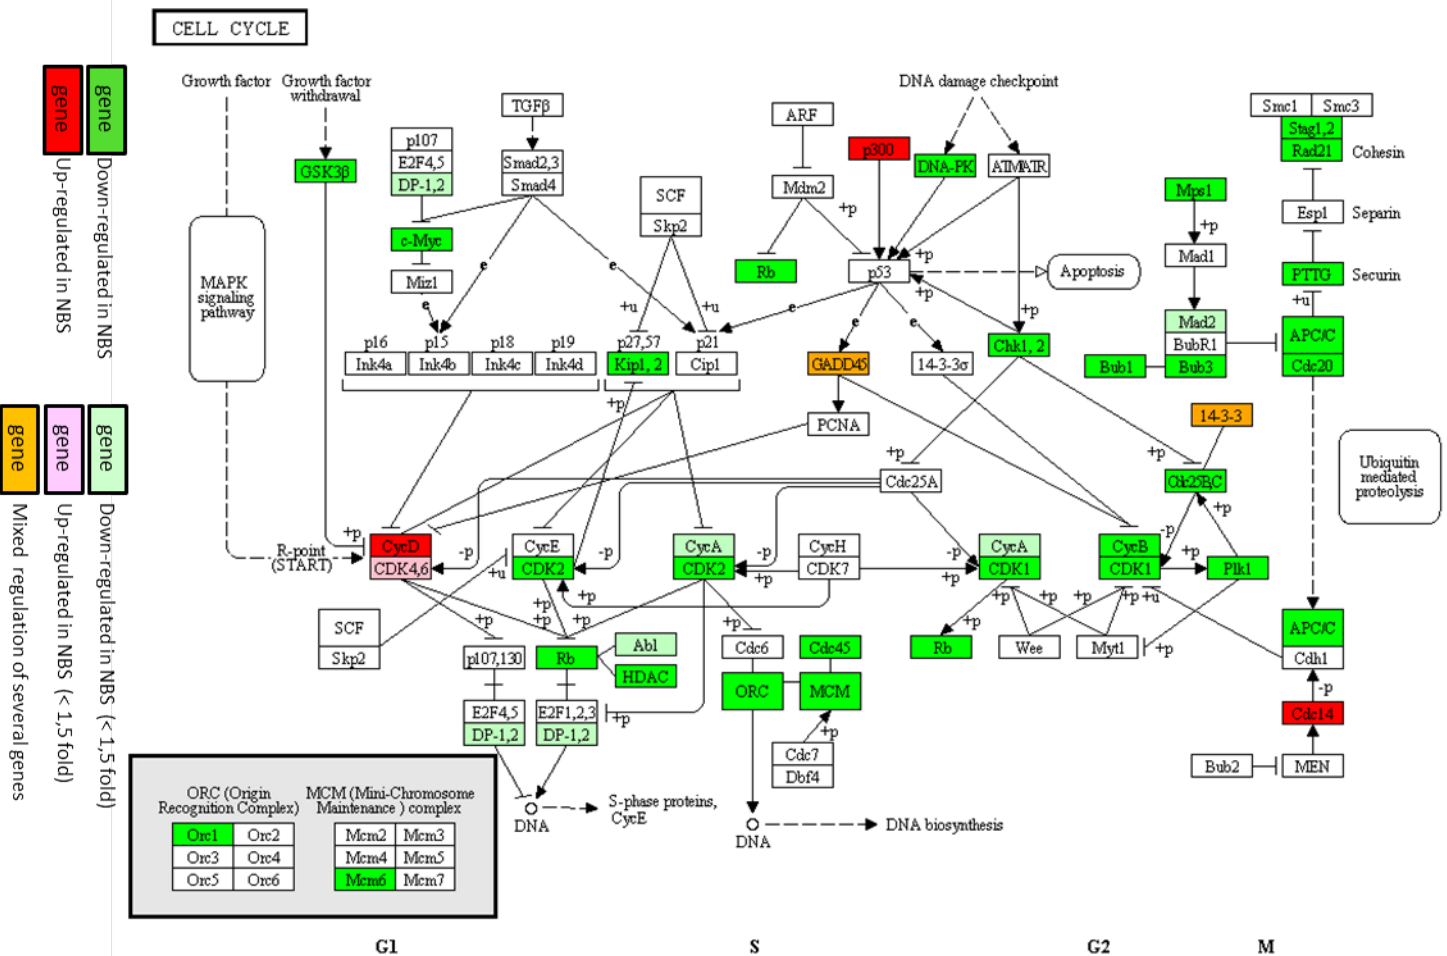 CELL CYCLE
gene
Up-regulated in NBS
gene
Down-regulated in NBS
gene
Mixed regulation of several genes
gene
Up-regulated in NBS (< 1,5 fold)
gene
Down-regulated in NBS (< 1,5 fold)
Growth factor
Growth factor
withdrawal
GSK3β
MAPK
signaling
pathway
R-point
(START)
p107
E2F4,5
DP-1,2
c-Myc
Miz1
e
TGFβ
Smad2,3
Smad4
e
e
SCF
Skp2
+u
+u
p16
Ink4a
p15
Ink4b
p18
Ink4c
p19
Ink4d
p27,57
Kip1, 2
p21
Cip1
ARF
Mdm2
Rb
+p
p300
DNA damage checkpoint
DNA-PK
ATM/ATR
p53
+p
+p
+p
Apoptosis
e
e
e
GADD45
14-3-3σ
Chk1, 2
PCNA
+p
+p
+p
Cdc25A
Smc1
Smc3
Stag1,2
Rad21
Cohesin
Mps1
+p
Mad1
Esp1
Separin
PTTG
Securin
+u
Mad2
BubR1
Bub3
Bub1
APC/C
Cdc20
14-3-3
Cdc25B,C
Ubiquitin
mediated
proteolysis
+p
CycD
CDK4,6
-p
+u
CycE
CDK2
-p
CycA
CDK2
-p
+p
CycH
CDK7
-p
+p
CycA
CDK1
CycB
CDK1
-p
+p
+p
Plk1
SCF
Skp2
+p
+p
+p
+p
+p
p107,130
Rb
Abl
HDAC
+p
Cdc6
Cdc45
ORC
MCM
+p
Cdc7
Dbf4
+p
+p
+p
+p
+u
Rb
Wee
Myt1
+p
APC/C
Cdh1
-p
Cdc14
Bub2
MEN
E2F4,5
DP-1,2
E2F1,2,3
DP-1,2
+p
DNA
S-phase proteins,
CycE
DNA
DNA biosynthesis
ORC (Origin
Recognition Complex)
Orc1
Orc2
Orc3
Orc4
Orc5
Orc6
MCM (Mini-Chromosome
Maintenance ) complex
Mcm2
Mcm3
Mcm4
Mcm5
Mcm6
Mcm7
G1
S
G2
M